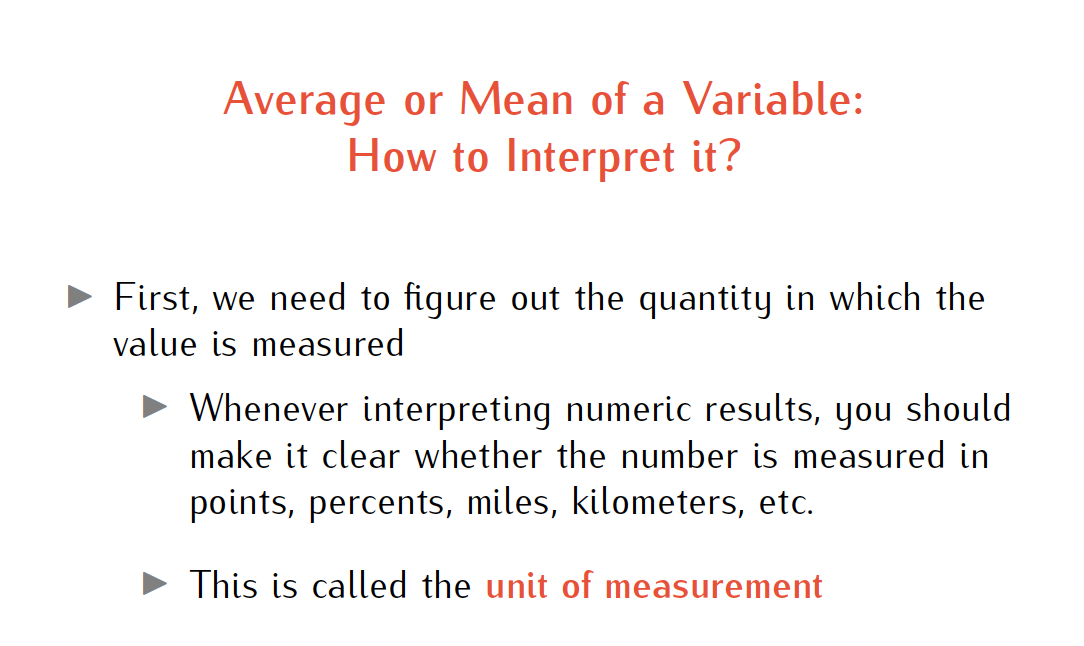 Average or Mean of a Variable:
How to Interpret it?
First, we need to figure out the quantity in which the
value is measured
Whenever interpreting numeric results, you should
make it clear whether the number is measured in
points, percents, miles, kilometers, etc.
This is called the unit of measurement